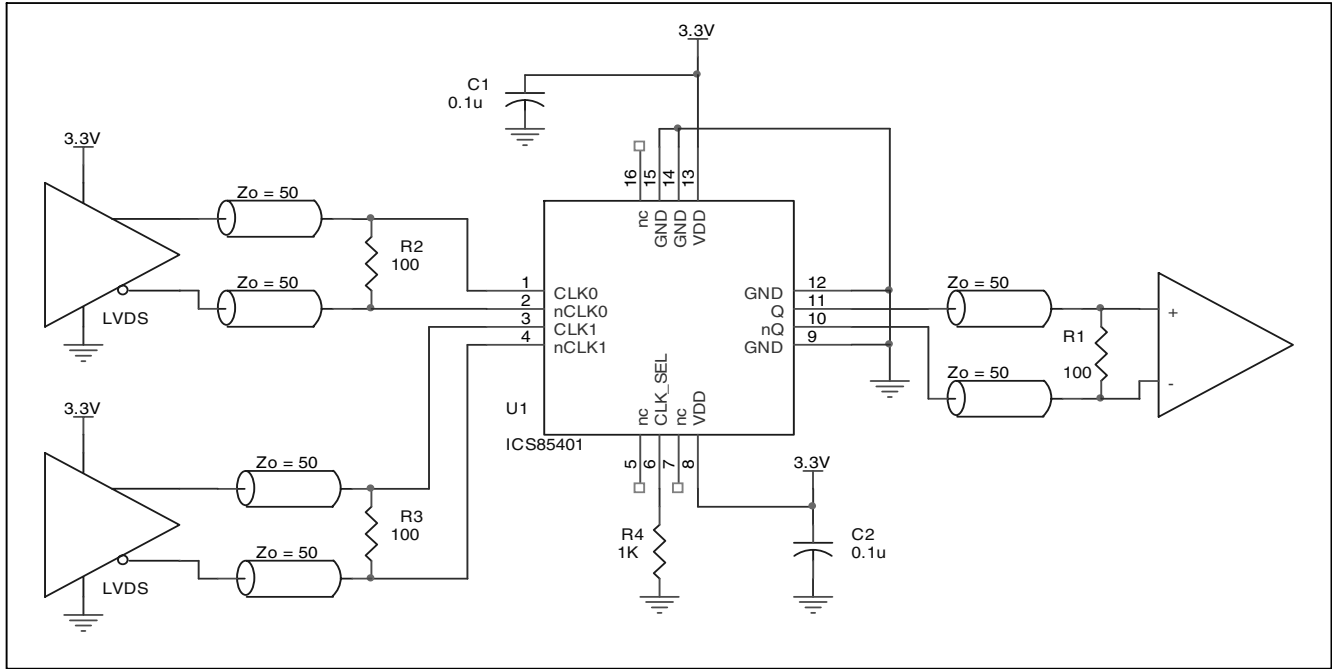 3.3V
C1
0.1u
3.3V
16
15
14
13
Zo = 50
nc
GND
GND
VDD
R2
100
Zo = 50
LVDS
1
2
3
4
CLK0
nCLK0
CLK1
nCLK1
GND
Q
nQ
GND
12
11
10
9
Zo = 50
+
R1
100
Zo = 50
-
nc
CLK_SEL
nc
VDD
U1
ICS85401
5
6
7
8
3.3V
Zo = 50
R3
100
Zo = 50
LVDS
R4
1K
3.3V
C2
0.1u